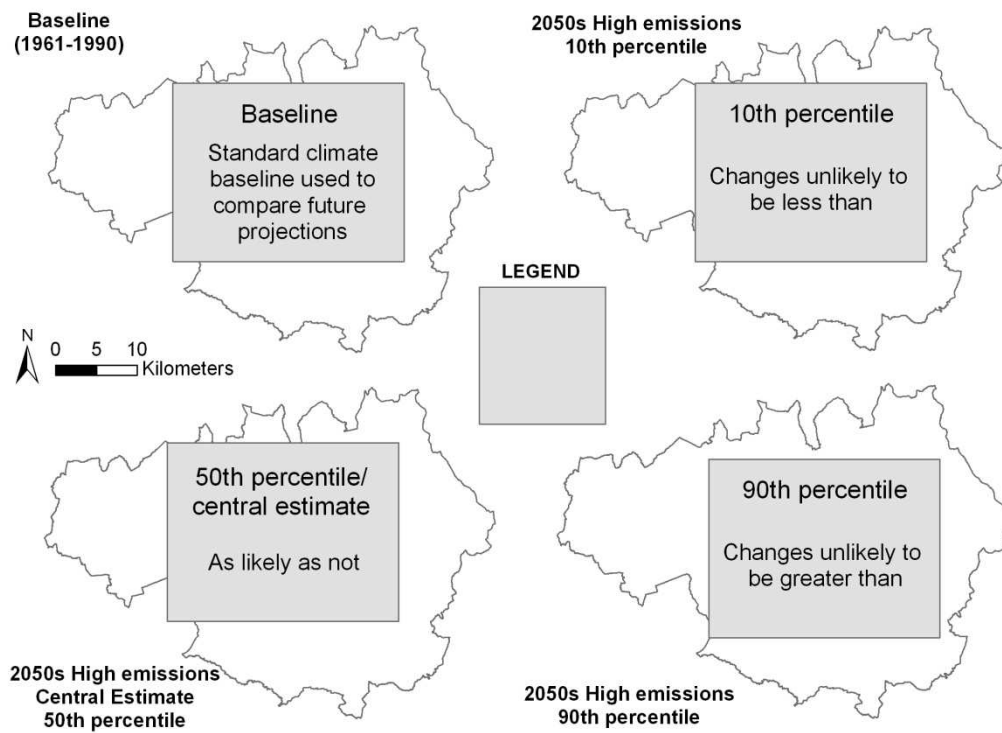 Baseline
(1961-1990)
Baseline
Standard climate
baseline used to
compare future
projections
2050s High emissions
10th percentile
10th percentile
Changes unlikely to
be less than
LEGEND
N
0 5 10
Kilometers
50th percentile/
central estimate
As likely as not
2050s High emissions
Central Estimate
50th percentile
90th percentile
Changes unlikely to
be greater than
2050s High emissions
90th percentile